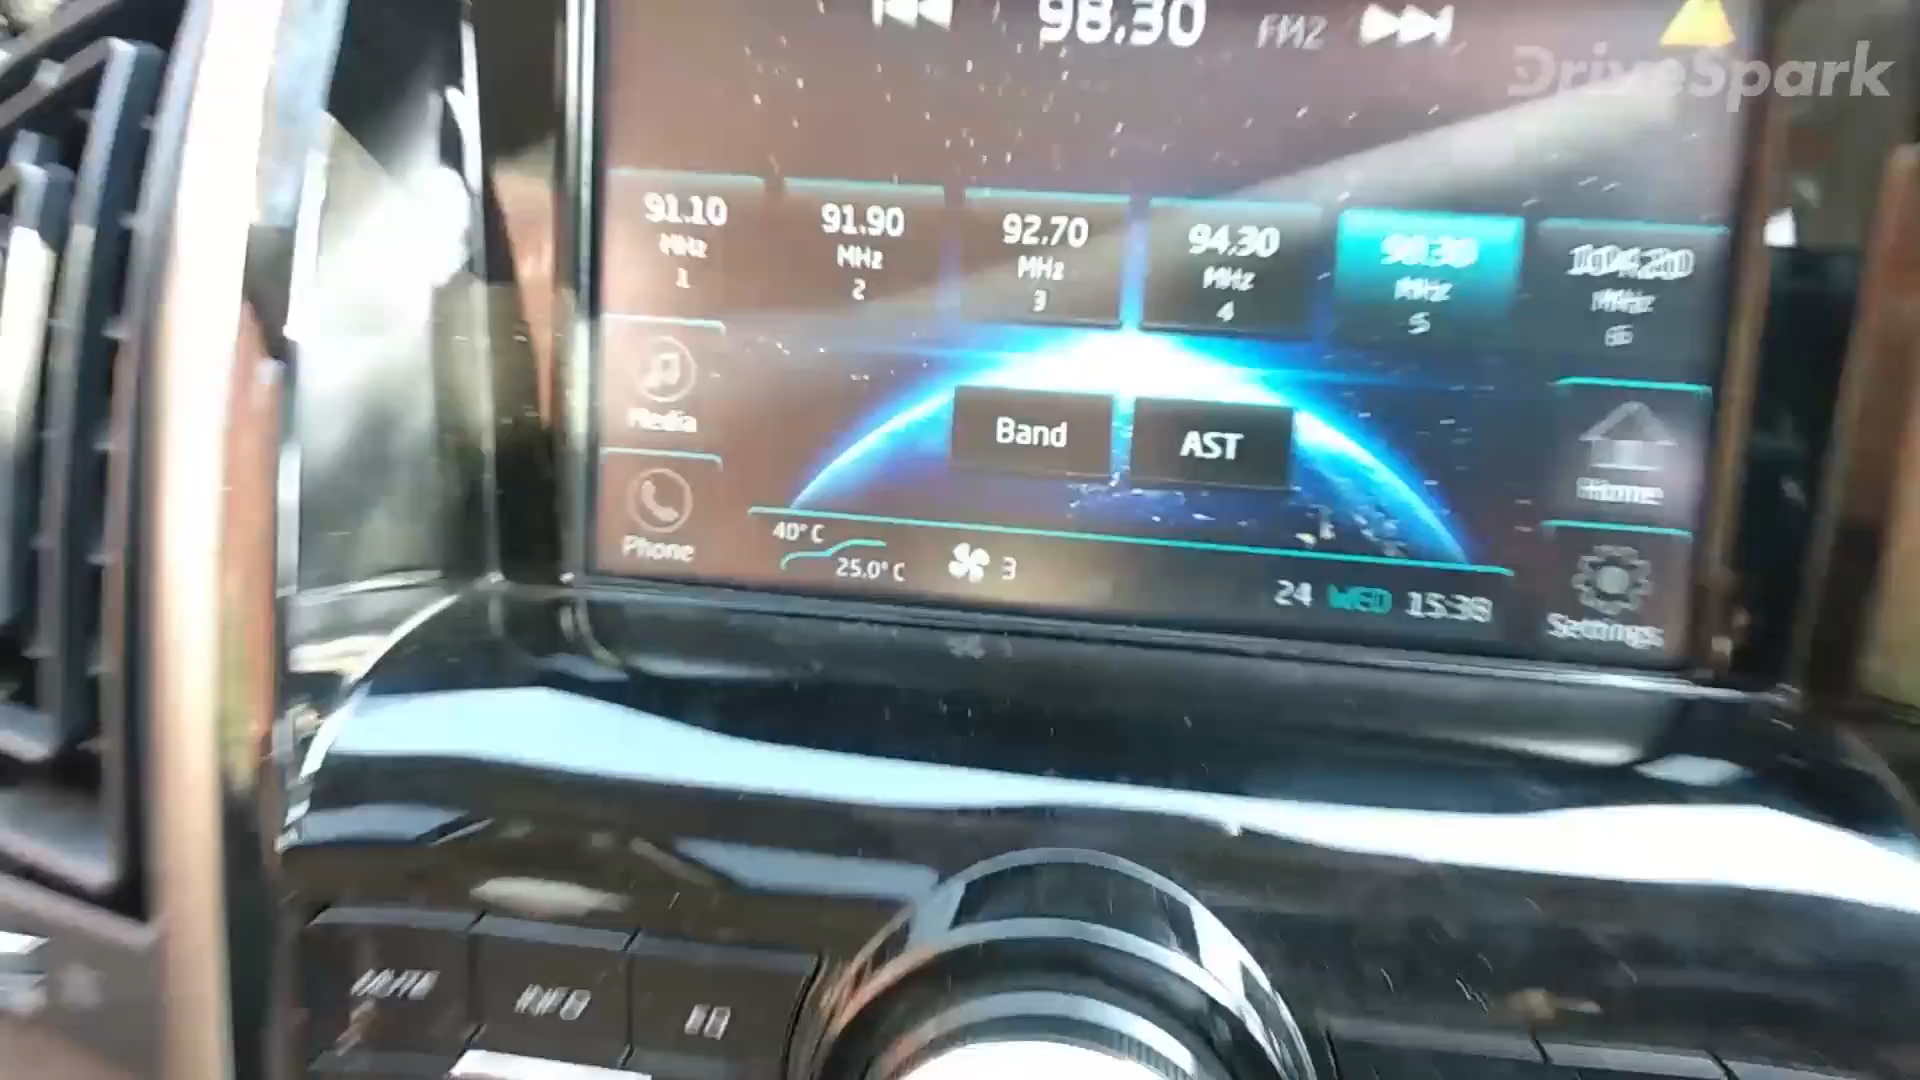 98.30 FM2
DriveSpark
91.10 MHz 1
91.90 MHz 2
92.70 MHz 3
94.30 MHz 4
98.30 MHz 5
104.20 MHz 6
Media
Band
AST
Home
Phone
40°C
25.0°C
3
24 WED 15:38
Settings
MUTE
INFO